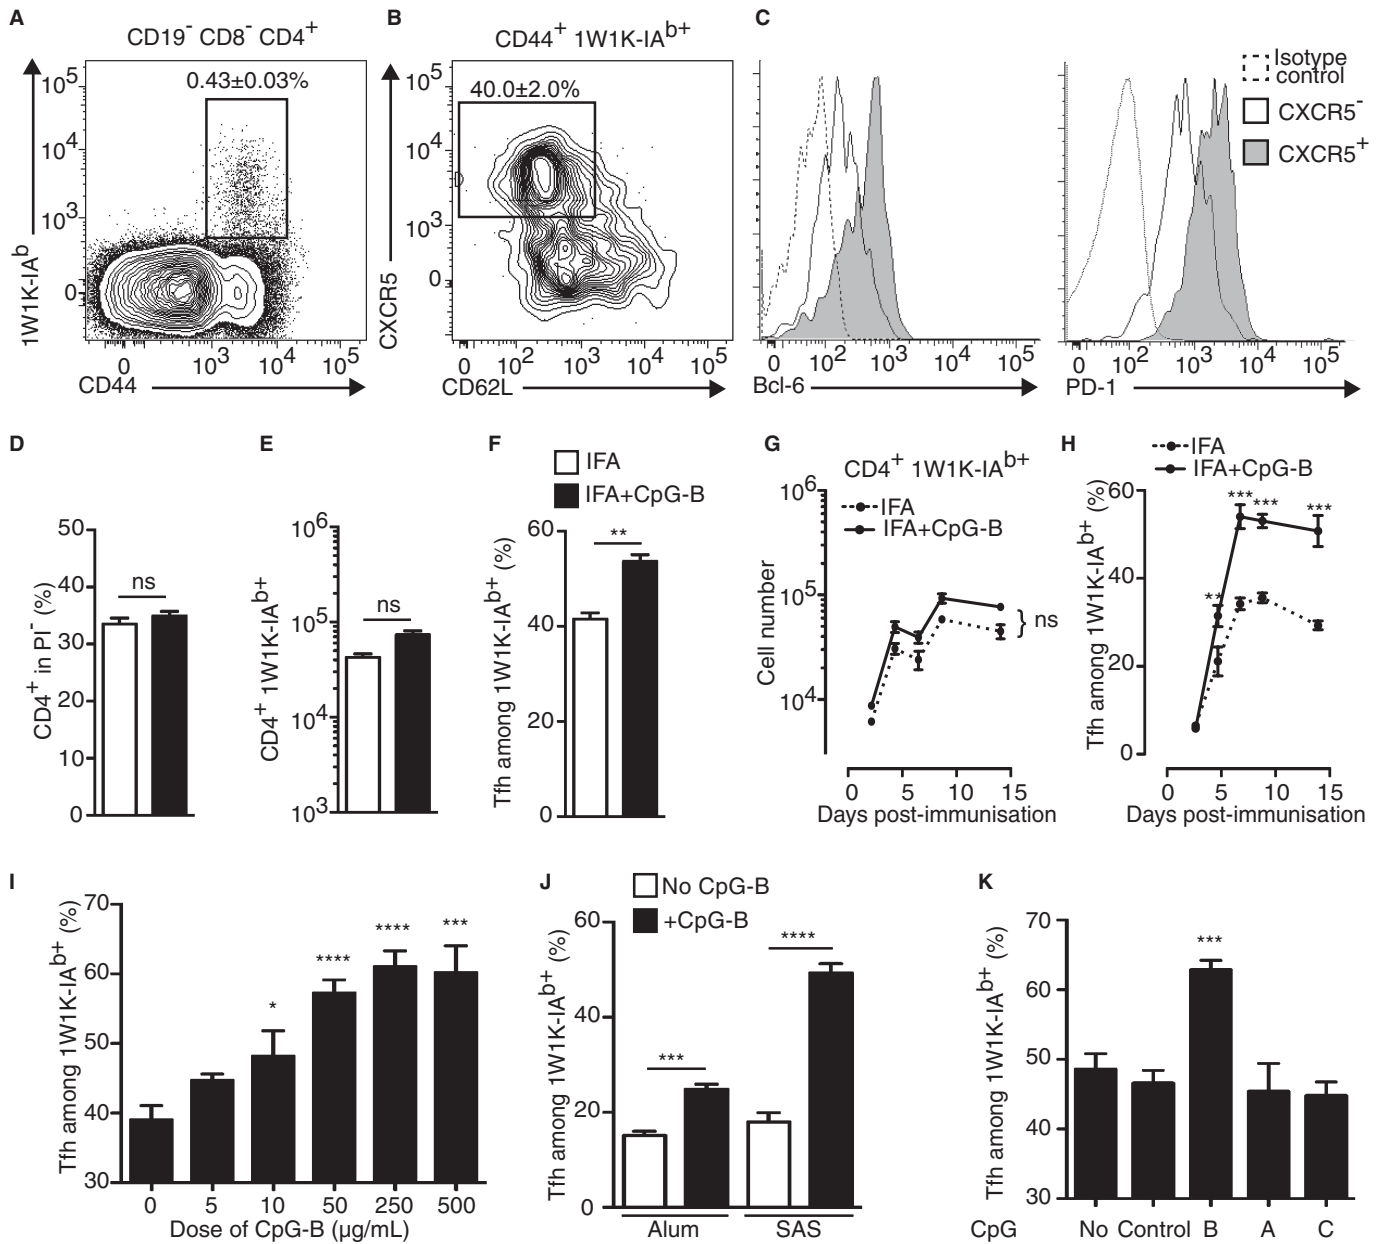 A
CD19⁻ CD8⁻ CD4⁺
0.43±0.03%
10⁵
10⁴
10³
0
1W1K-IAᵇ
0 10³ 10⁴ 10⁵
CD44
B
CD44⁺ 1W1K-IAᵇ⁺
40.0±2.0%
10⁵
10⁴
10³
0
CXCR5
0 10² 10³ 10⁴ 10⁵
CD62L
C
0 10² 10³ 10⁴ 10⁵
Bcl-6
0 10² 10³ 10⁴ 10⁵
PD-1
Isotype
control
CXCR5⁻
CXCR5⁺
D
50
40
30
20
10
0
CD4⁺ in PI⁻ (%)
ns
E
10⁶
10⁵
10⁴
10³
CD4⁺ 1W1K-IAᵇ⁺
ns
F
IFA
IFA+CpG-B
60
40
20
0
Tfh among 1W1K-IAᵇ⁺ (%)
**
G
CD4⁺ 1W1K-IAᵇ⁺
IFA
IFA+CpG-B
10⁶
10⁵
10⁴
Cell number
} ns
0 5 10 15
Days post-immunisation
H
IFA
IFA+CpG-B
60
40
20
0
Tfh among 1W1K-IAᵇ⁺ (%)
** *** *** ***
0 5 10 15
Days post-immunisation
I
70
60
50
40
30
Tfh among 1W1K-IAᵇ⁺ (%)
* **** **** ***
0 5 10 50 250 500
Dose of CpG-B (µg/mL)
J
No CpG-B
+CpG-B
60
40
20
0
Tfh among 1W1K-IAᵇ⁺ (%)
*** ****
Alum SAS
K
70
60
50
40
30
Tfh among 1W1K-IAᵇ⁺ (%)
***
CpG No Control B A C